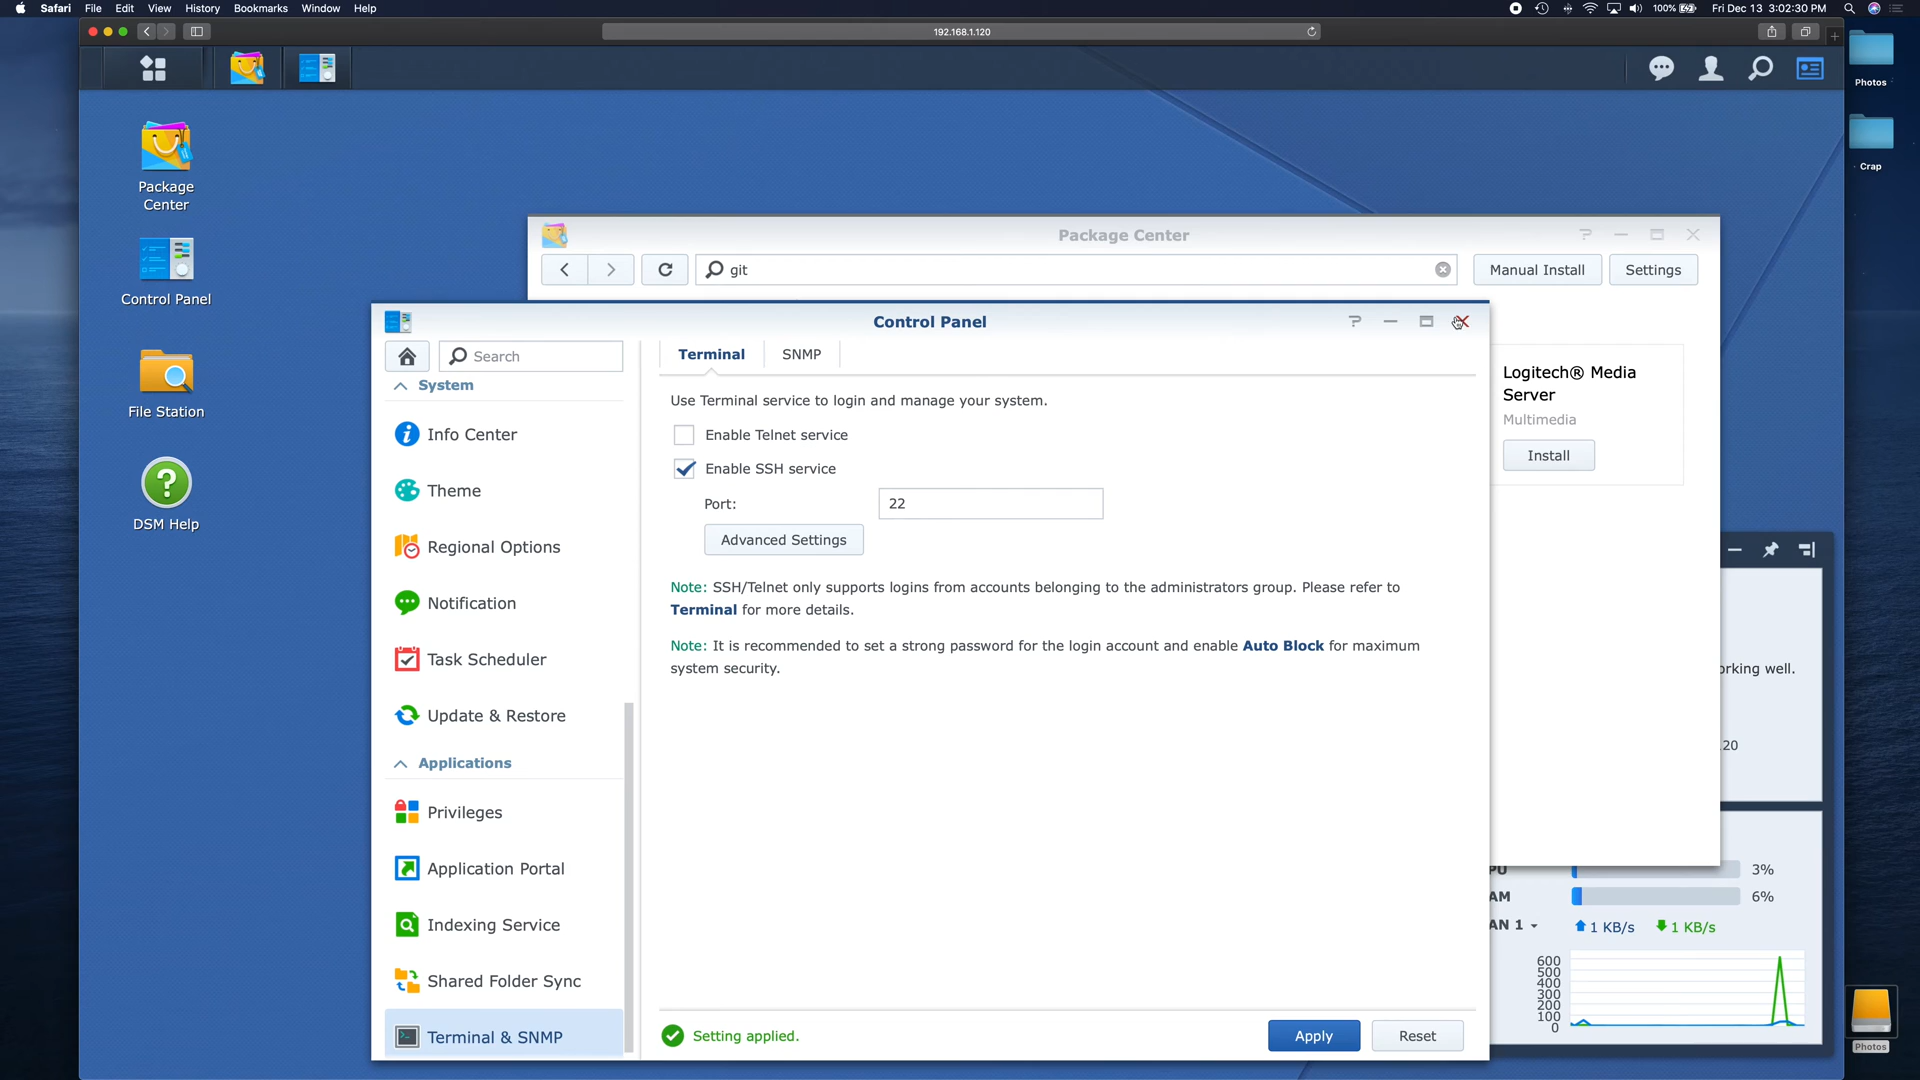 Safari File Edit View History Bookmarks Window Help
100% Fri Dec 13 3:02:30 PM
192.168.1.120
Photos
Crap
Package
Center
Control Panel
File Station
DSM Help
Package Center
git
Manual Install
Settings
Control Panel
Search
Terminal
SNMP
System
Info Center
Theme
Regional Options
Notification
Task Scheduler
Update & Restore
Applications
Privileges
Application Portal
Indexing Service
Shared Folder Sync
Terminal & SNMP
Use Terminal service to login and manage your system.
Enable Telnet service
Enable SSH service
Port:
22
Advanced Settings
Note: SSH/Telnet only supports logins from accounts belonging to the administrators group. Please refer to
Terminal for more details.
Note: It is recommended to set a strong password for the login account and enable Auto Block for maximum
system security.
Setting applied.
Apply
Reset
Logitech® Media
Server
Multimedia
Install
orking well.
20
PU
3%
AM
6%
AN 1
1 KB/s
1 KB/s
600
500
400
300
200
100
0
Photos